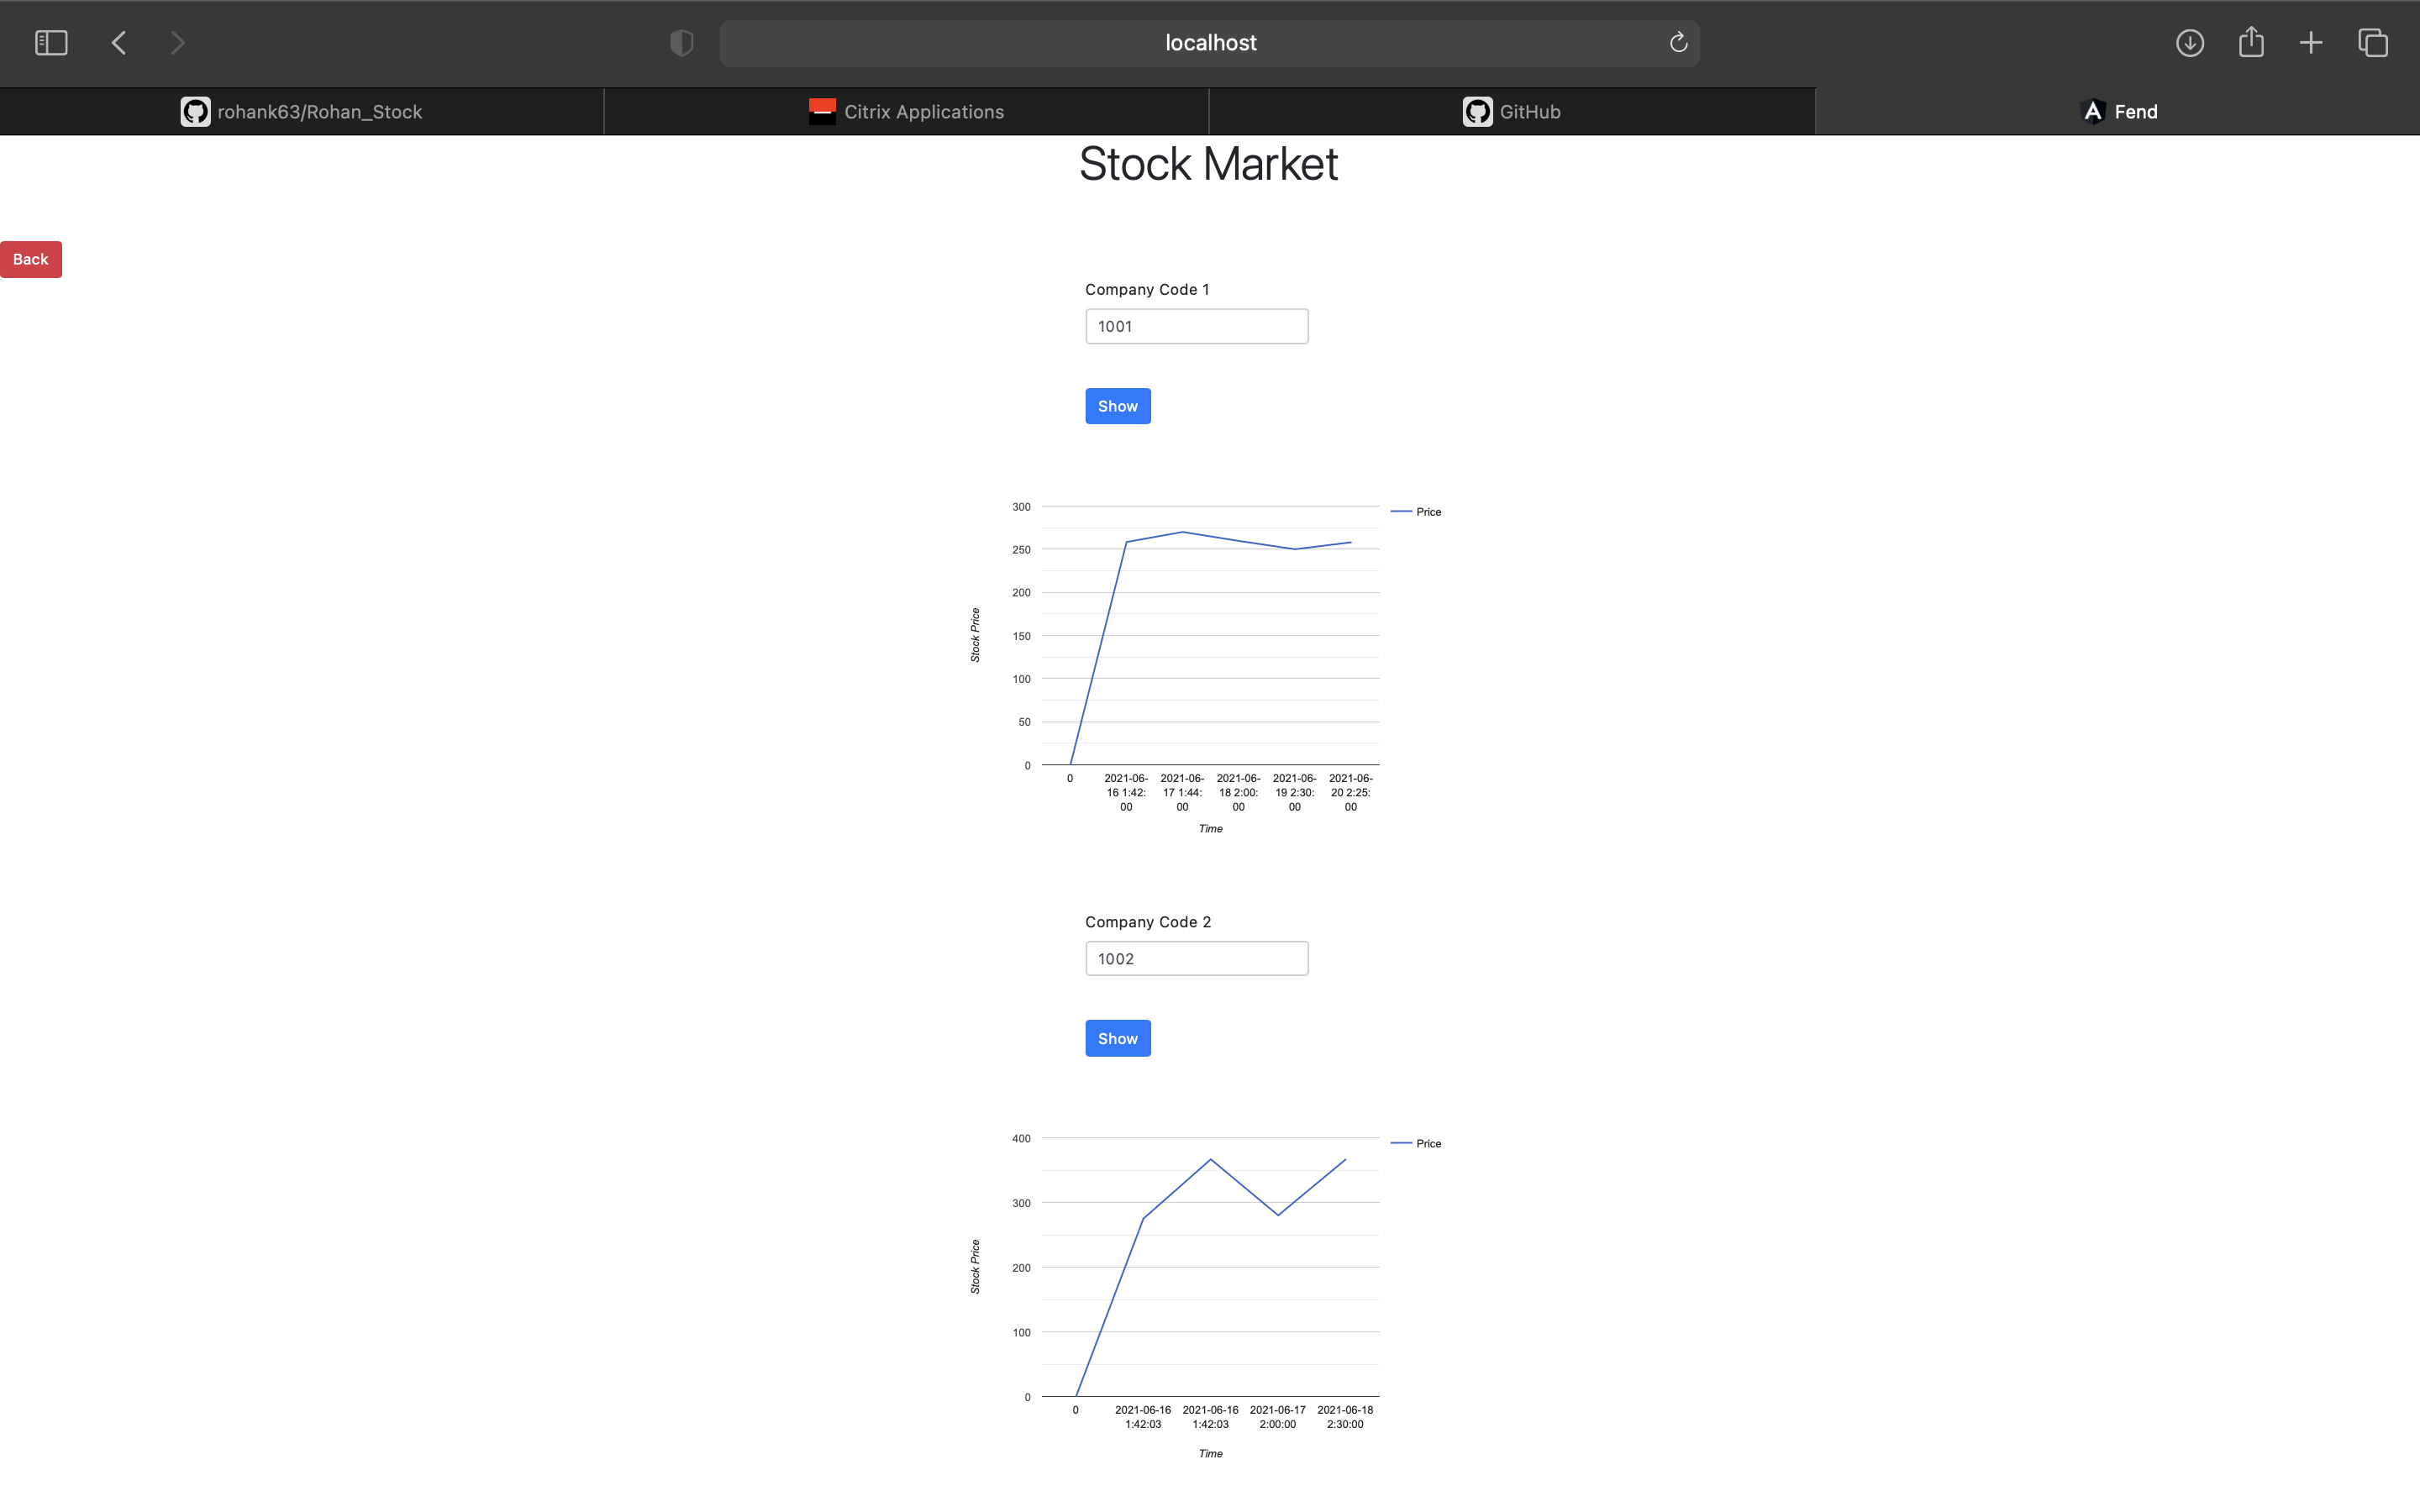 localhost
rohank63/Rohan_Stock
Citrix Applications
GitHub
Fend
Stock Market
Back
Company Code 1
1001
Show
300
250
200
150
100
50
0
Stock Price
Price
0
2021-06-16 1:42:00
2021-06-17 1:44:00
2021-06-18 2:00:00
2021-06-19 2:30:00
2021-06-20 2:25:00
Time
Company Code 2
1002
Show
400
300
200
100
0
Stock Price
Price
0
2021-06-16 1:42:03
2021-06-16 1:42:03
2021-06-17 2:00:00
2021-06-18 2:30:00
Time